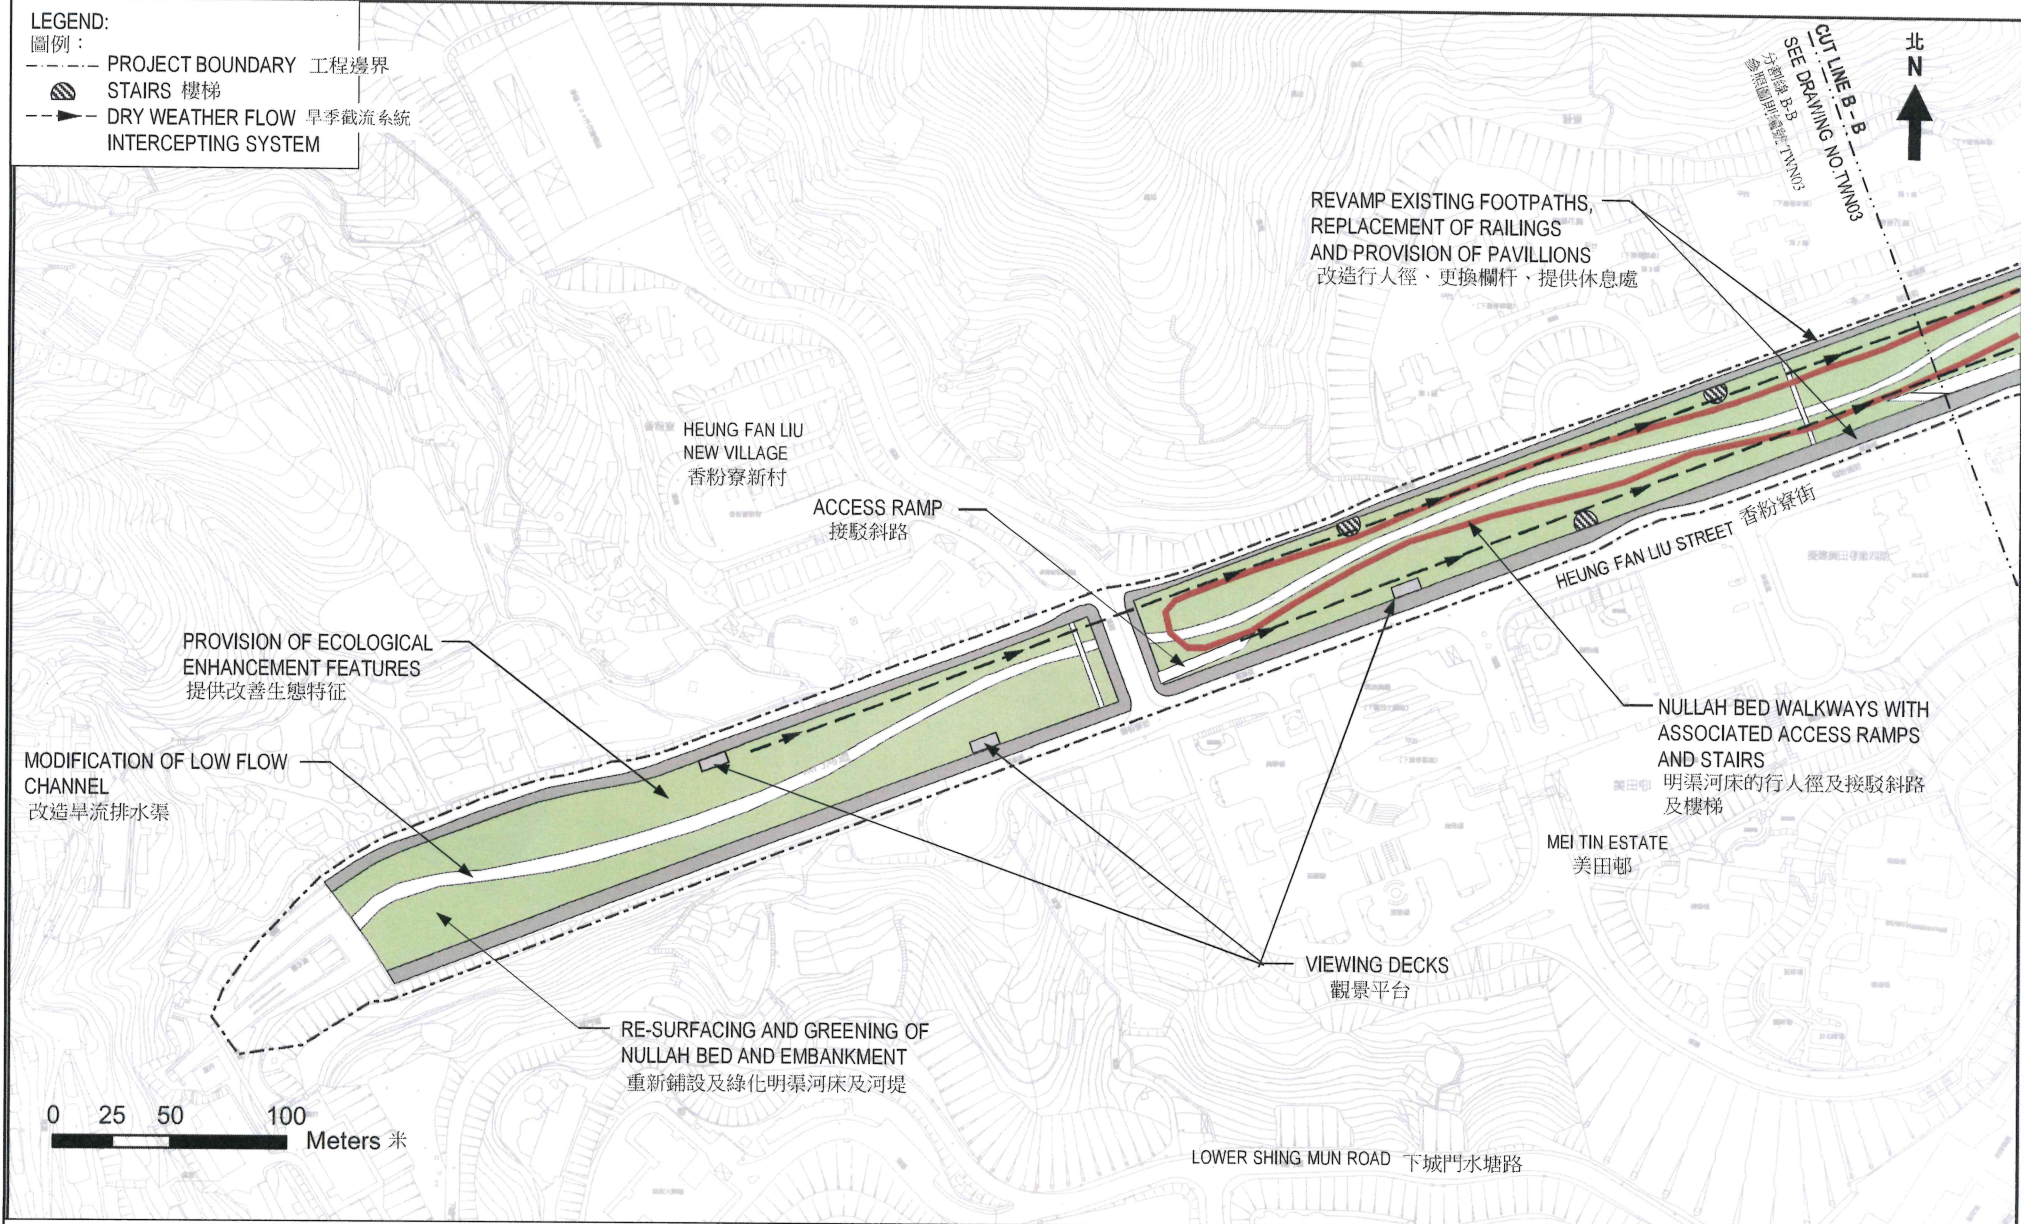 LEGEND:
圖例：
PROJECT BOUNDARY 工程邊界
STAIRS 樓梯
DRY WEATHER FLOW 旱季截流系統
INTERCEPTING SYSTEM
北
N
CUT LINE B - B
SEE DRAWING NO.TWN03
分割線 B-B
參照圖則編號 TWN03
REVAMP EXISTING FOOTPATHS,
REPLACEMENT OF RAILINGS
AND PROVISION OF PAVILLIONS
改造行人徑、更換欄杆、提供休息處
HEUNG FAN LIU
NEW VILLAGE
香粉寮新村
ACCESS RAMP
接駁斜路
HEUNG FAN LIU STREET 香粉寮街
PROVISION OF ECOLOGICAL
ENHANCEMENT FEATURES
提供改善生態特征
MODIFICATION OF LOW FLOW
CHANNEL
改造旱流排水渠
NULLAH BED WALKWAYS WITH
ASSOCIATED ACCESS RAMPS
AND STAIRS
明渠河床的行人徑及接駁斜路
及樓梯
MEI TIN ESTATE
美田邨
VIEWING DECKS
觀景平台
RE-SURFACING AND GREENING OF
NULLAH BED AND EMBANKMENT
重新鋪設及綠化明渠河床及河堤
0 25 50 100
Meters 米
LOWER SHING MUN ROAD 下城門水塘路